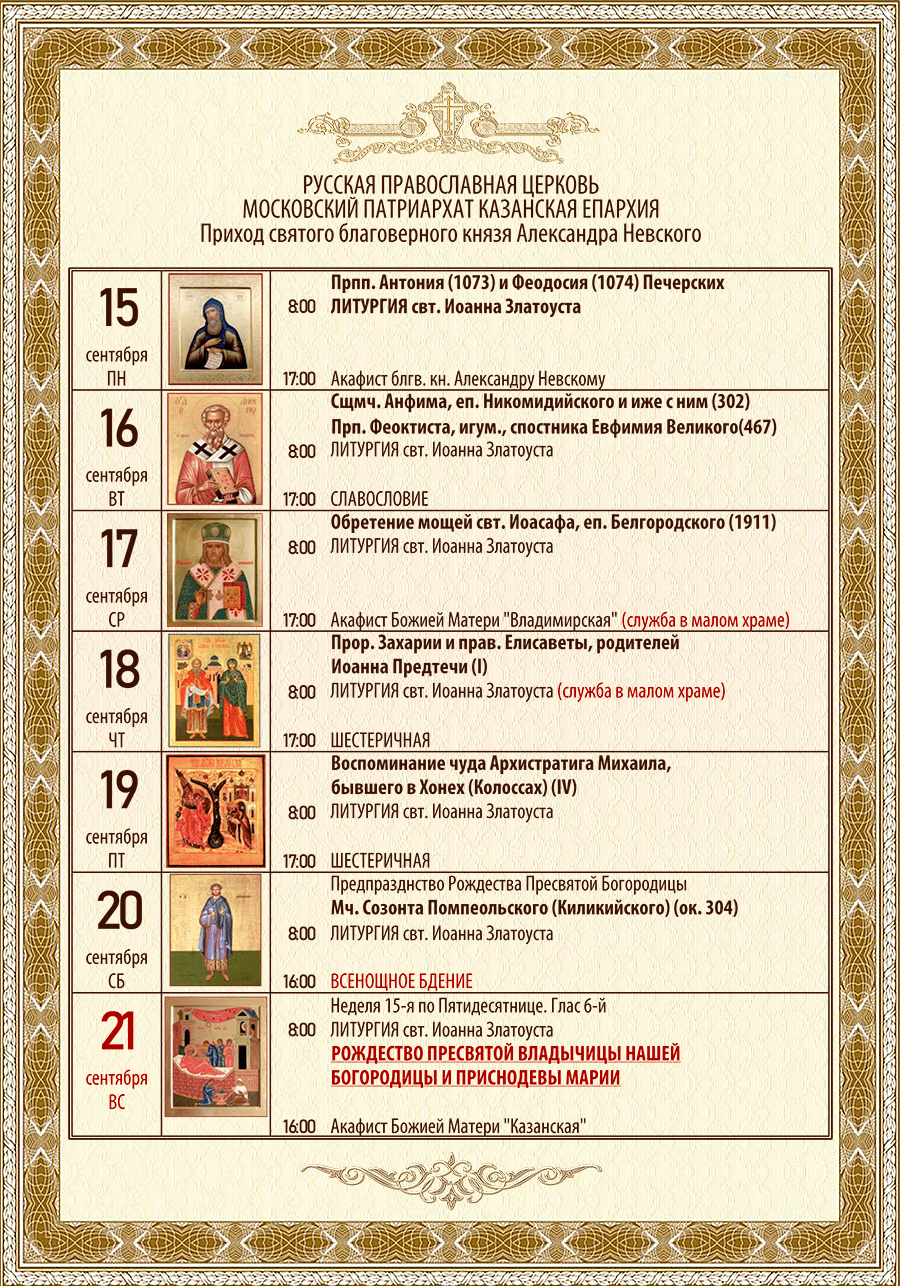 РУССКАЯ ПРАВОСЛАВНАЯ ЦЕРКОВЬ
МОСКОВСКИЙ ПАТРИАРХАТ КАЗАНСКАЯ ЕПАРХИЯ
Приход святого благоверного князя Александра Невского
15
сентября
ПН
Прпп. Антония (1073) и Феодосия (1074) Печерских
8:00 ЛИТУРГИЯ свт. Иоанна Златоуста
17:00 Акафист блгв. кн. Александру Невскому
16
сентября
ВТ
Сщмч. Анфима, еп. Никомидийского и иже с ним (302)
Прп. Феоктиста, игум., спостника Евфимия Великого(467)
8:00 ЛИТУРГИЯ свт. Иоанна Златоуста
17:00 СЛАВОСЛОВИЕ
17
сентября
СР
Обретение мощей свт. Иоасафа, еп. Белгородского (1911)
8:00 ЛИТУРГИЯ свт. Иоанна Златоуста
17:00 Акафист Божией Матери "Владимирская" (служба в малом храме)
18
сентября
ЧТ
Прор. Захарии и прав. Елисаветы, родителей
Иоанна Предтечи (I)
8:00 ЛИТУРГИЯ свт. Иоанна Златоуста (служба в малом храме)
17:00 ШЕСТЕРИЧНАЯ
19
сентября
ПТ
Воспоминание чуда Архистратига Михаила,
бывшего в Хонех (Колоссах) (IV)
8:00 ЛИТУРГИЯ свт. Иоанна Златоуста
17:00 ШЕСТЕРИЧНАЯ
20
сентября
СБ
Предпразднство Рождества Пресвятой Богородицы
Мч. Созонта Помпеольского (Киликийского) (ок. 304)
8:00 ЛИТУРГИЯ свт. Иоанна Златоуста
16:00 ВСЕНОЩНОЕ БДЕНИЕ
21
сентября
ВС
Неделя 15-я по Пятидесятнице. Глас 6-й
8:00 ЛИТУРГИЯ свт. Иоанна Златоуста
РОЖДЕСТВО ПРЕСВЯТОЙ ВЛАДЫЧИЦЫ НАШЕЙ
БОГОРОДИЦЫ И ПРИСНОДЕВЫ МАРИИ
16:00 Акафист Божией Матери "Казанская"